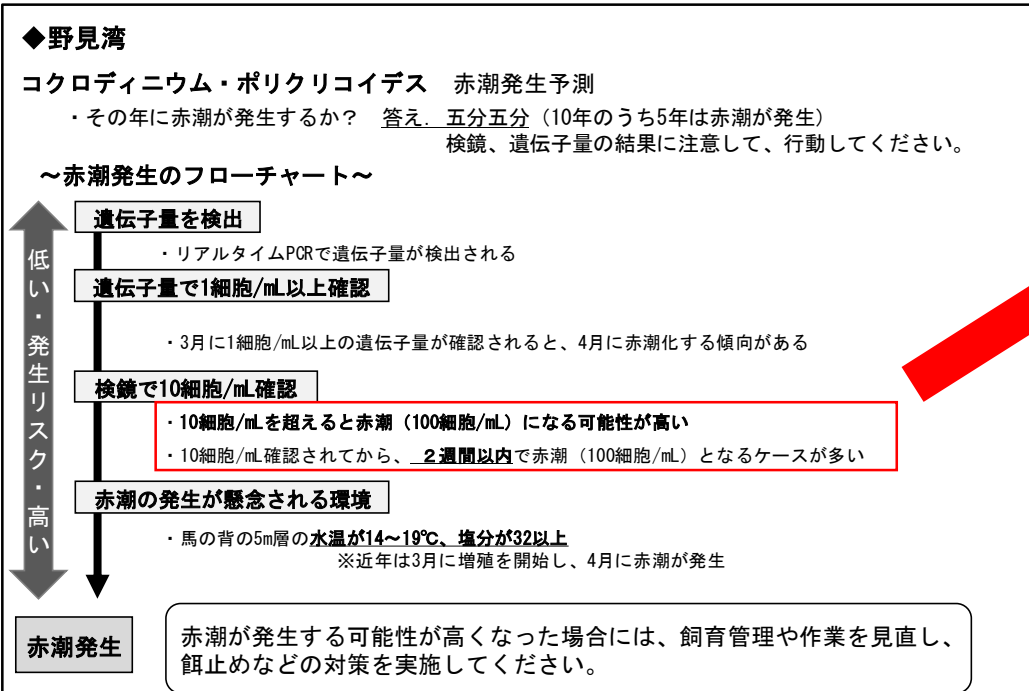 ◆野見湾
コクロディニウム・ポリクリコイデス　赤潮発生予測
・その年に赤潮が発生するか？　答え. 五分五分（10年のうち5年は赤潮が発生）
検鏡、遺伝子量の結果に注意して、行動してください。
～赤潮発生のフローチャート～
低い・発生リスク・高い
遺伝子量を検出
・リアルタイムPCRで遺伝子量が検出される
遺伝子量で1細胞/mL以上確認
・3月に1細胞/mL以上の遺伝子量が確認されると、4月に赤潮化する傾向がある
検鏡で10細胞/mL確認
・10細胞/mLを超えると赤潮（100細胞/mL）になる可能性が高い
・10細胞/mL確認されてから、２週間以内で赤潮（100細胞/mL）となるケースが多い
赤潮の発生が懸念される環境
・馬の背の5m層の水温が14～19℃、塩分が32以上
※近年は3月に増殖を開始し、4月に赤潮が発生
赤潮発生
赤潮が発生する可能性が高くなった場合には、飼育管理や作業を見直し、
餌止めなどの対策を実施してください。